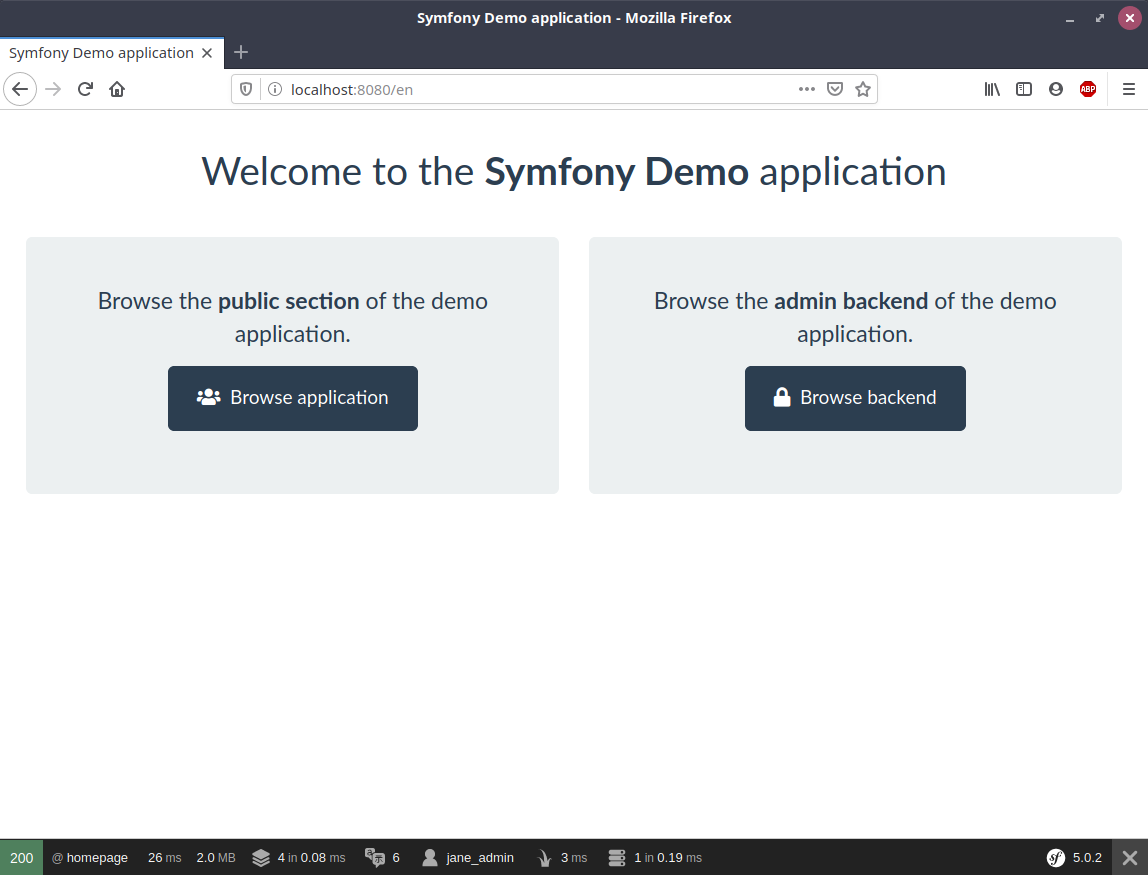 Symfony Demo application - Mozilla Firefox
Symfony Demo application
localhost:8080/en
ABP
Welcome to the Symfony Demo application
Browse the public section of the demo
application.
Browse application
Browse the admin backend of the demo
application.
Browse backend
200 @ homepage 26 ms 2.0 MB 4 in 0.08 ms 6 jane_admin 3 ms 1 in 0.19 ms sf 5.0.2